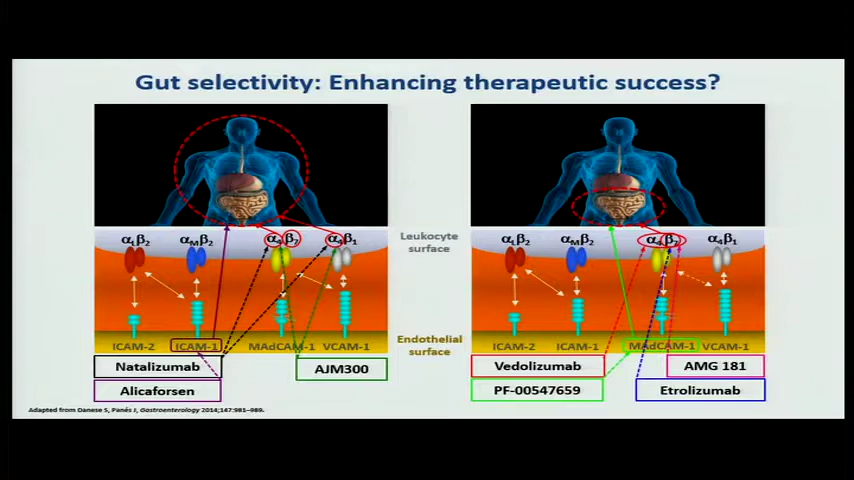 Gut selectivity: Enhancing therapeutic success?
αLβ2 αMβ2 α4β7 α4β1
Leukocyte
surface
αLβ2 αMβ2 α4β7 α4β1
ICAM-2 ICAM-1 MAdCAM-1 VCAM-1
Endothelial
surface
ICAM-2 ICAM-1 MAdCAM-1 VCAM-1
Natalizumab
AJM300
Alicaforsen
Vedolizumab
AMG 181
PF-00547659
Etrolizumab
Adapted from Danese S, Panés J, Gastroenterology 2014;147:981–989.